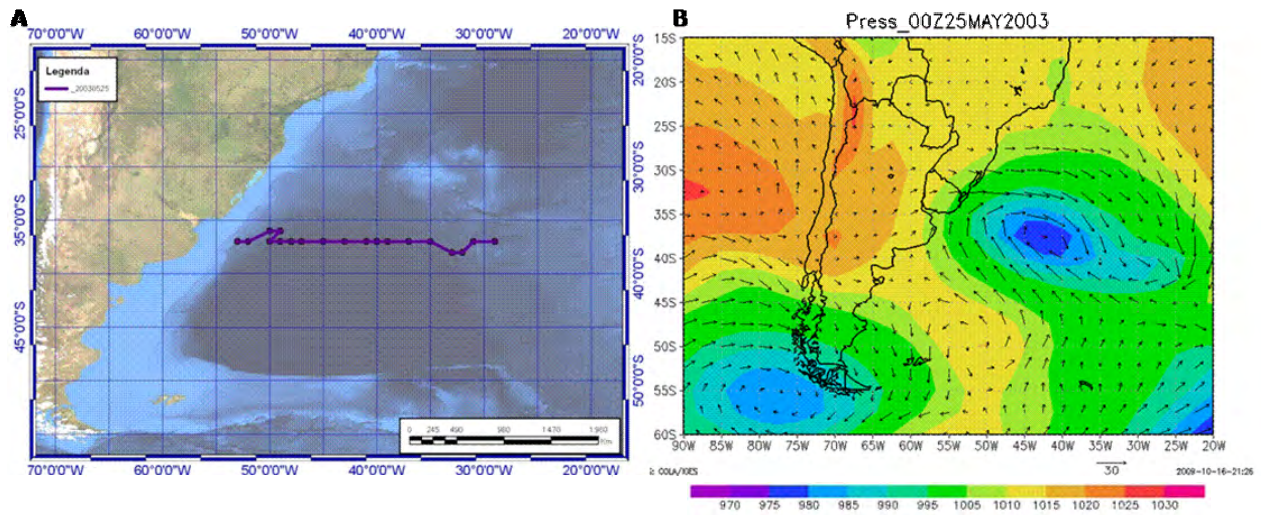 A
70°0'0"W 60°0'0"W 50°0'0"W 40°0'0"W 30°0'0"W 20°0'0"W
Legenda
_20030525
25°0'0"S
35°0'0"S
45°0'0"S
20°0'0"S
30°0'0"S
40°0'0"S
50°0'0"S
0 245 490 980 1.470 1.960
Km
70°0'0"W 60°0'0"W 50°0'0"W 40°0'0"W 30°0'0"W 20°0'0"W
B
Press_00Z25MAY2003
15S
20S
25S
30S
35S
40S
45S
50S
55S
60S
90W 85W 80W 75W 70W 65W 60W 55W 50W 45W 40W 35W 30W 25W 20W
COLA/IGES
30
2009-10-16-21:26
970 975 980 985 990 995 1005 1010 1015 1020 1025 1030